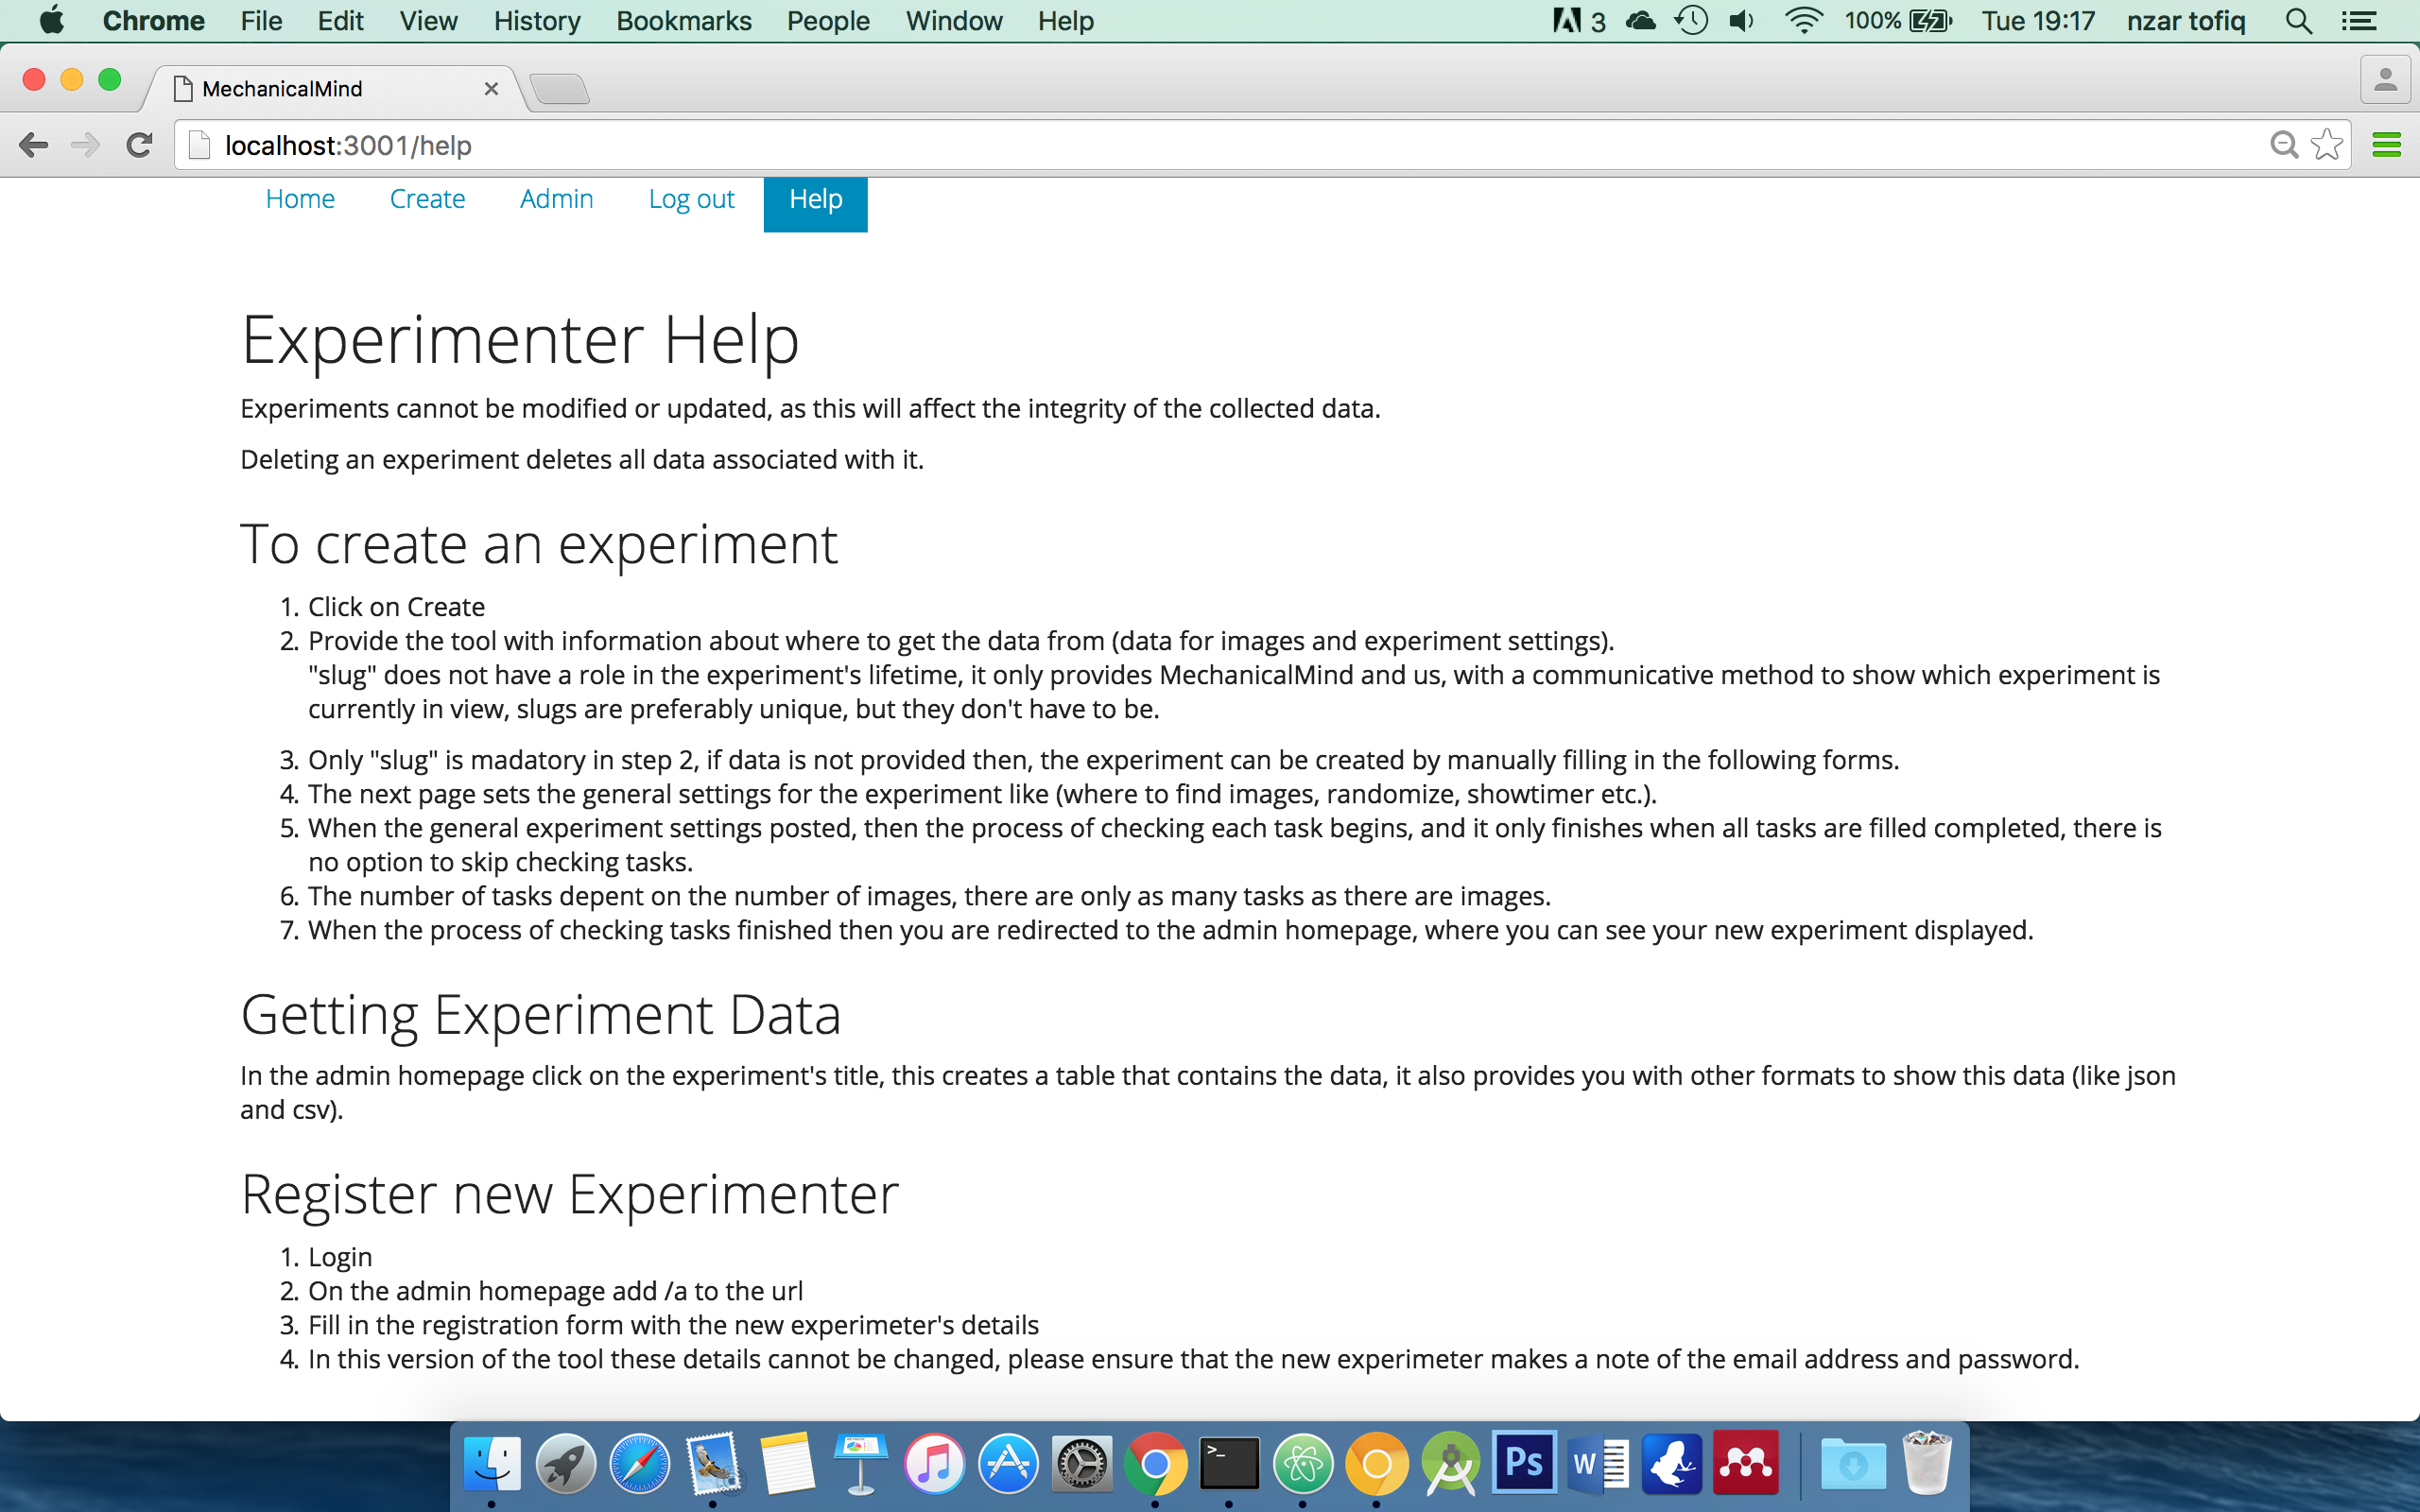 Chrome File Edit View History Bookmarks People Window Help 3 100% Tue 19:17 nzar tofiq
MechanicalMind
localhost:3001/help
Home Create Admin Log out Help
Experimenter Help
Experiments cannot be modified or updated, as this will affect the integrity of the collected data.
Deleting an experiment deletes all data associated with it.
To create an experiment
1. Click on Create
2. Provide the tool with information about where to get the data from (data for images and experiment settings).
"slug" does not have a role in the experiment's lifetime, it only provides MechanicalMind and us, with a communicative method to show which experiment is
currently in view, slugs are preferably unique, but they don't have to be.
3. Only "slug" is madatory in step 2, if data is not provided then, the experiment can be created by manually filling in the following forms.
4. The next page sets the general settings for the experiment like (where to find images, randomize, showtimer etc.).
5. When the general experiment settings posted, then the process of checking each task begins, and it only finishes when all tasks are filled completed, there is
no option to skip checking tasks.
6. The number of tasks depent on the number of images, there are only as many tasks as there are images.
7. When the process of checking tasks finished then you are redirected to the admin homepage, where you can see your new experiment displayed.
Getting Experiment Data
In the admin homepage click on the experiment's title, this creates a table that contains the data, it also provides you with other formats to show this data (like json
and csv).
Register new Experimenter
1. Login
2. On the admin homepage add /a to the url
3. Fill in the registration form with the new experimeter's details
4. In this version of the tool these details cannot be changed, please ensure that the new experimeter makes a note of the email address and password.
>_ Ps W